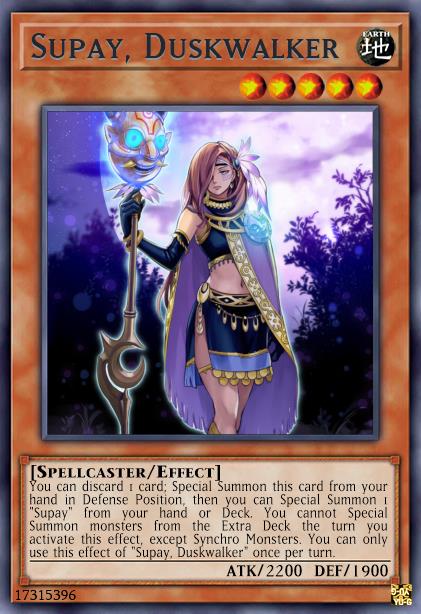 Supay, Duskwalker
EARTH
地
[Spellcaster/Effect]
You can discard 1 card; Special Summon this card from your
hand in Defense Position, then you can Special Summon 1
"Supay" from your hand or Deck. You cannot Special
Summon monsters from the Extra Deck the turn you
activate this effect, except Synchro Monsters. You can only
use this effect of "Supay, Duskwalker" once per turn.
ATK/2200 DEF/1900
17315396